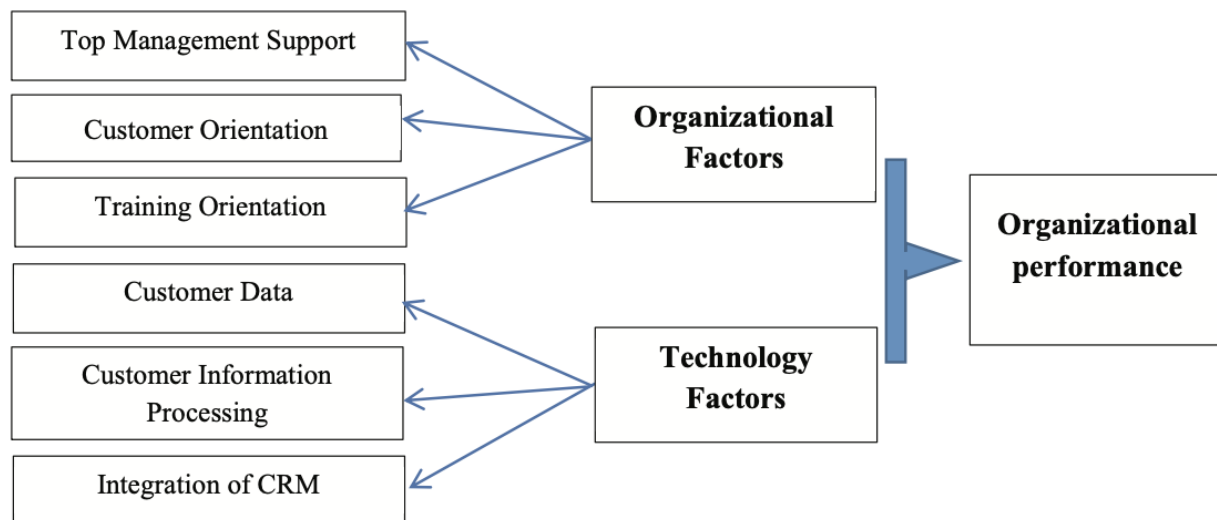 Top Management Support
Customer Orientation
Training Orientation
Customer Data
Customer Information
Processing
Integration of CRM
Organizational
Factors
Technology
Factors
Organizational
performance